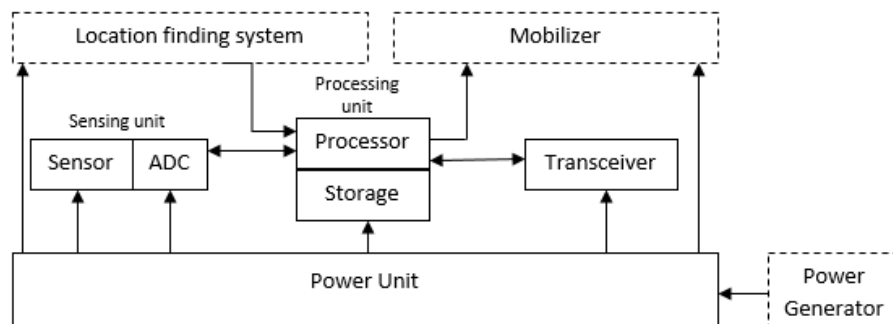 Location finding system
Mobilizer
Processing
unit
Sensing unit
Processor
Sensor
ADC
Transceiver
Storage
Power Unit
Power
Generator